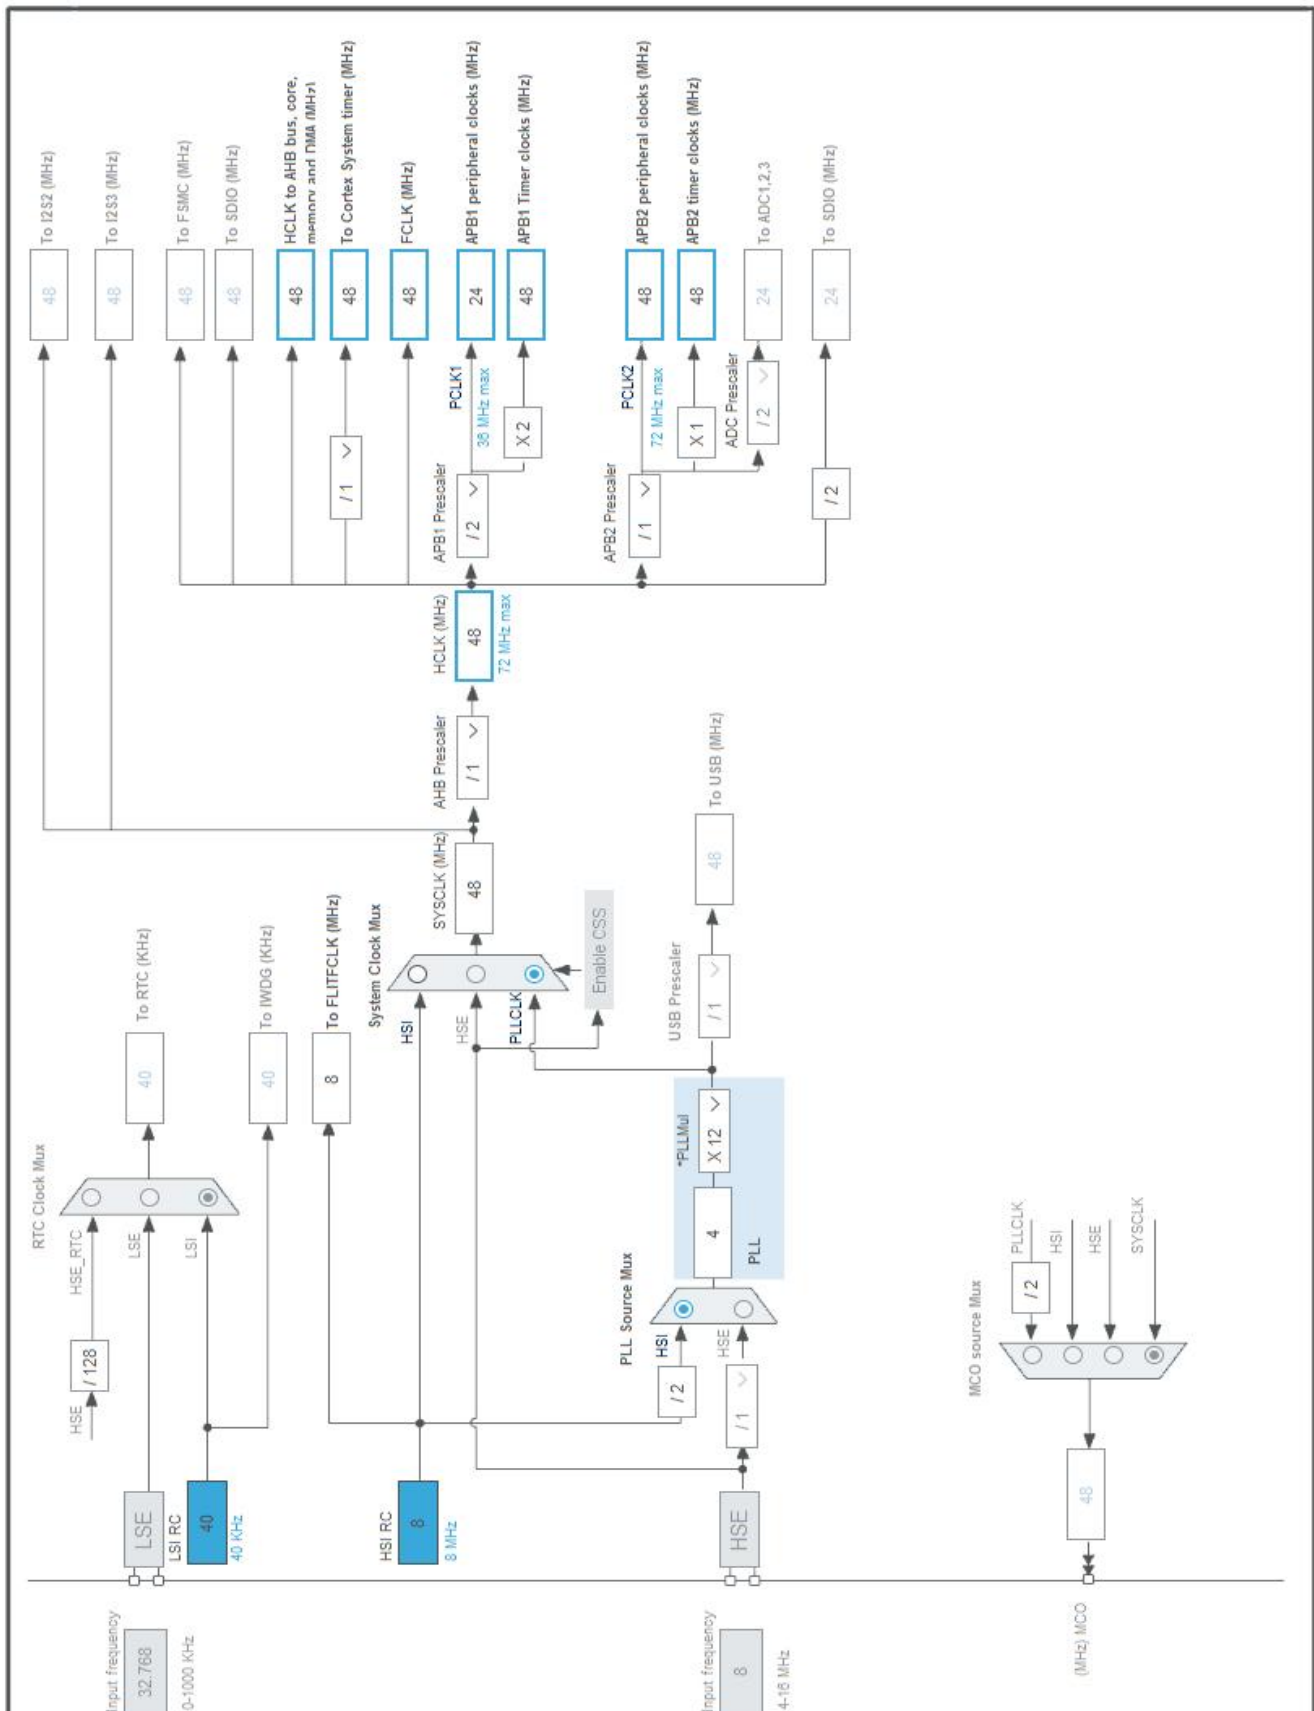 Input frequency
32.768
0-1000 KHz
LSE
LSI RC
40
40 KHz
HSE
/ 128
HSE_RTC
LSE
LSI
RTC Clock Mux
40
To RTC (KHz)
40
To IWDG (KHz)
HSI RC
8
8 MHz
8
To FLITFCLK (MHz)
System Clock Mux
HSI
HSE
PLLCLK
Enable CSS
SYSCLK (MHz)
48
AHB Prescaler
/ 1
HCLK (MHz)
48
72 MHz max
48
To I2S2 (MHz)
48
To I2S3 (MHz)
48
To FSMC (MHz)
48
To SDIO (MHz)
48
HCLK to AHB bus, core,
memory and DMA (MHz)
/ 1
48
To Cortex System timer (MHz)
48
FCLK (MHz)
APB1 Prescaler
/ 2
PCLK1
36 MHz max
24
APB1 peripheral clocks (MHz)
X 2
48
APB1 Timer clocks (MHz)
APB2 Prescaler
/ 1
PCLK2
72 MHz max
48
APB2 peripheral clocks (MHz)
X 1
48
APB2 timer clocks (MHz)
ADC Prescaler
/ 2
24
To ADC1,2,3
/ 2
24
To SDIO (MHz)
Input frequency
8
4-16 MHz
HSE
/ 2
/ 1
PLL Source Mux
HSI
HSE
4
*PLLMul
X 12
PLL
USB Prescaler
/ 1
48
To USB (MHz)
(MHz) MCO
48
MCO source Mux
/ 2
PLLCLK
HSI
HSE
SYSCLK